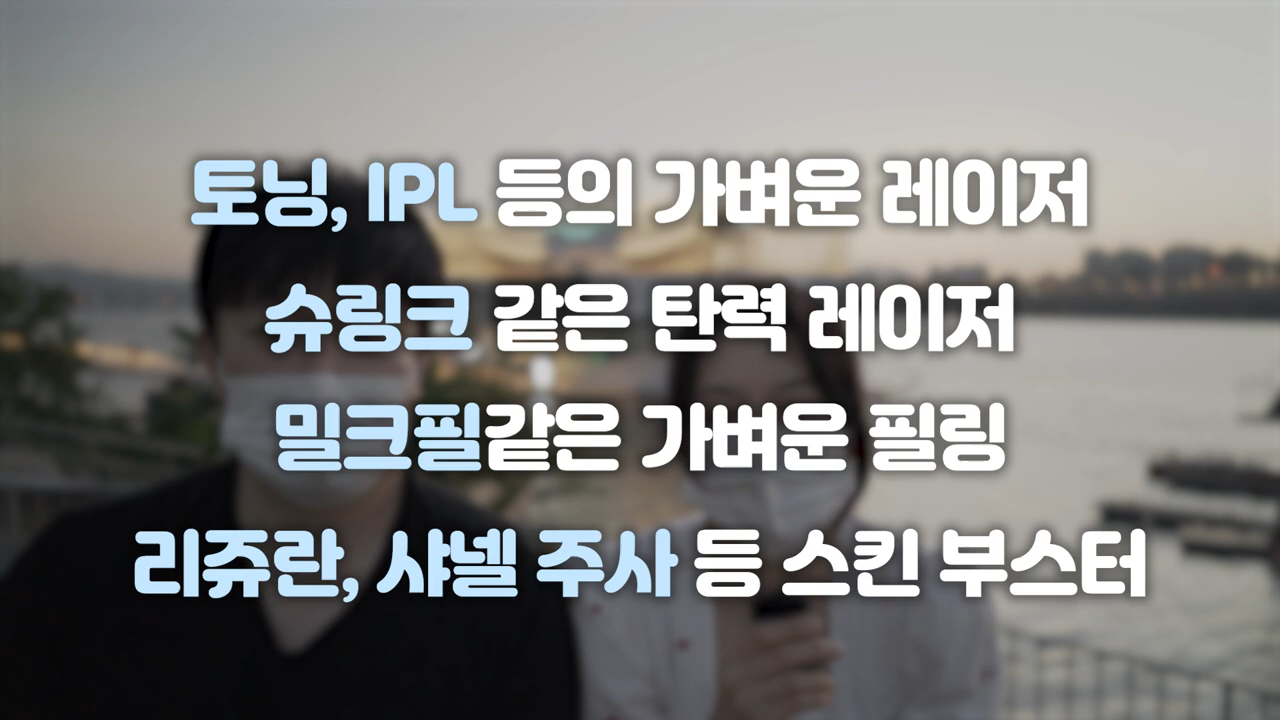 토닝, IPL 등의 가벼운 레이저
슈링크 같은 탄력 레이저
밀크필같은 가벼운 필링
리쥬란, 샤넬 주사 등 스킨 부스터